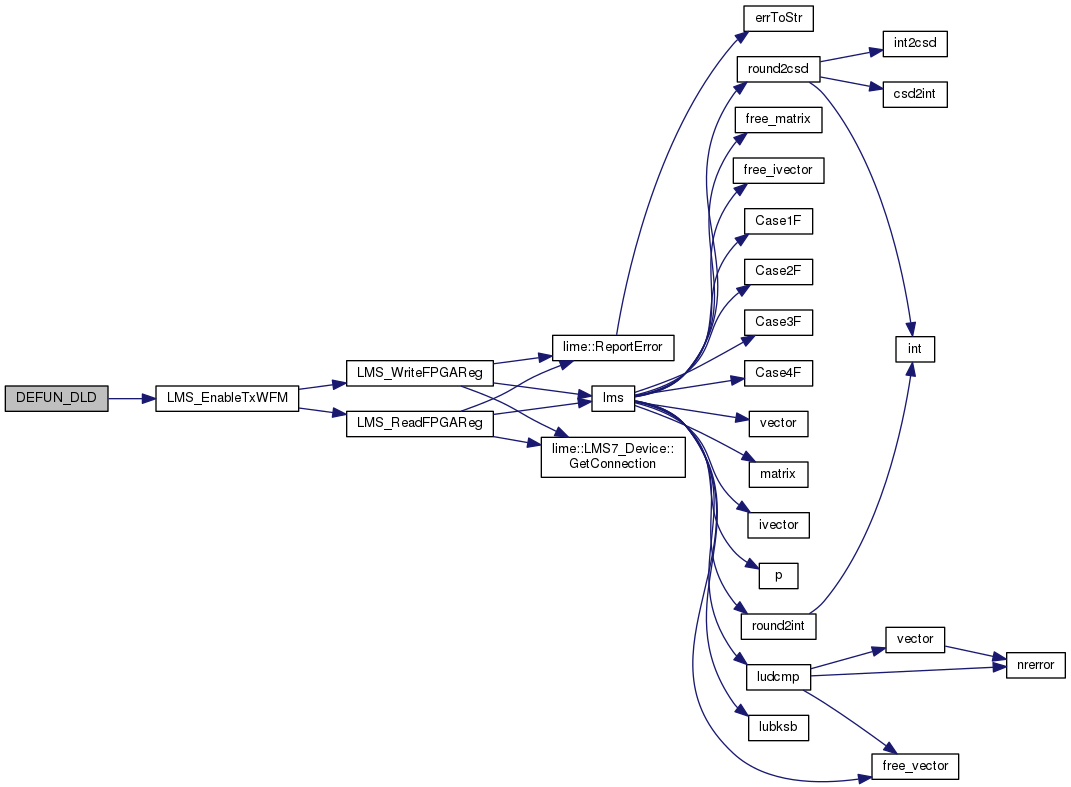 DEFUN_DLD
LMS_EnableTxWFM
LMS_WriteFPGAReg
LMS_ReadFPGAReg
lime::ReportError
lime::LMS7_Device::
GetConnection
lms
errToStr
round2csd
free_matrix
free_ivector
Case1F
Case2F
Case3F
Case4F
vector
matrix
ivector
p
round2int
ludcmp
lubksb
free_vector
int2csd
csd2int
int
vector
nrerror